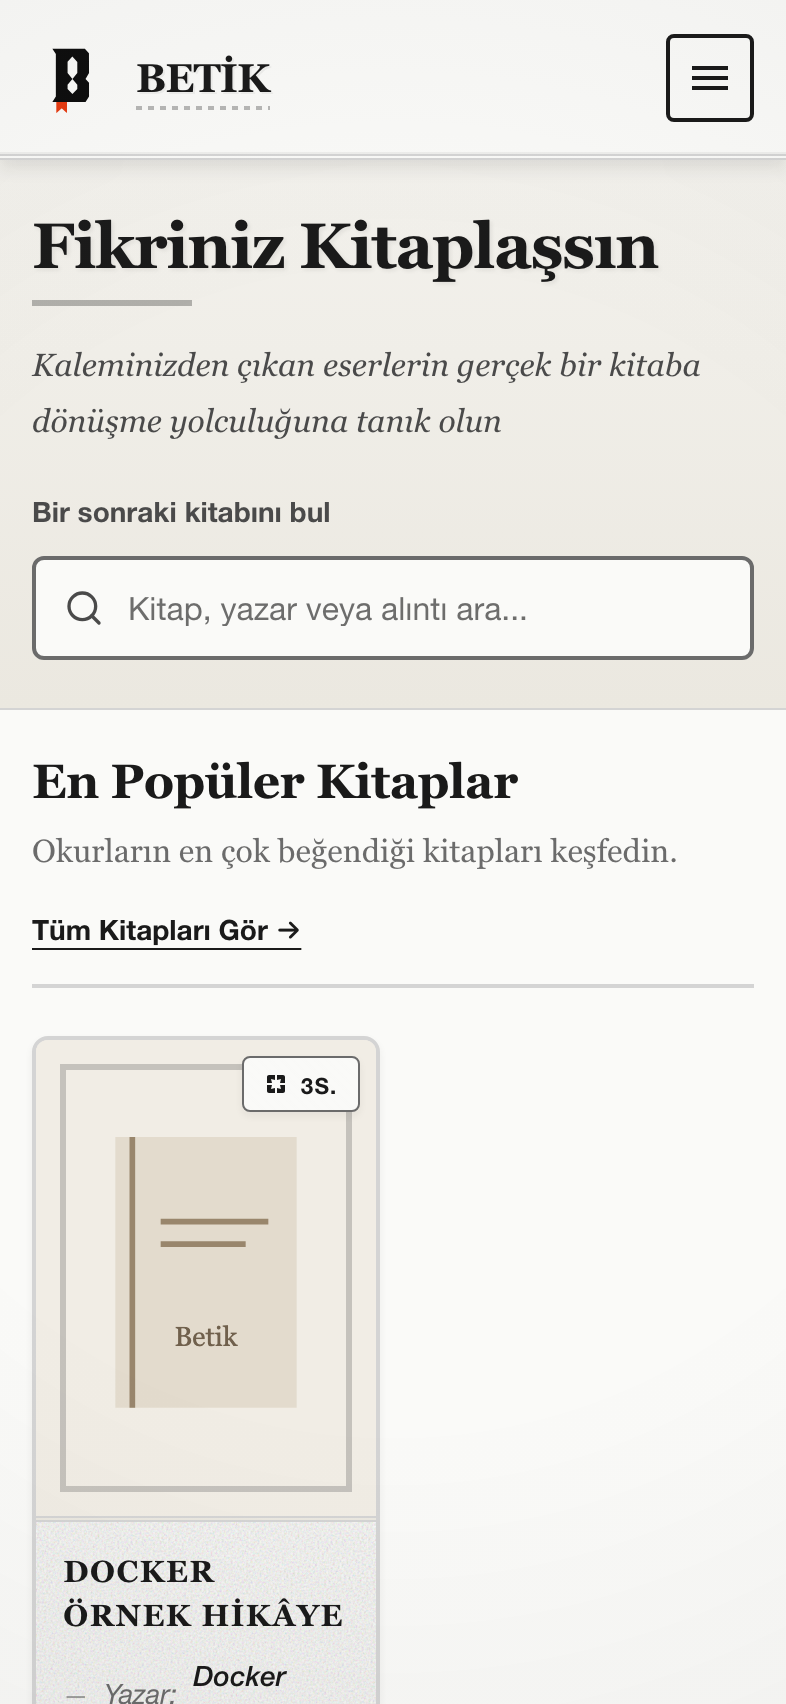 BETİK
Fikriniz Kitaplaşsın
Kaleminizden çıkan eserlerin gerçek bir kitaba
dönüşme yolculuğuna tanık olun
Bir sonraki kitabını bul
Kitap, yazar veya alıntı ara...
En Popüler Kitaplar
Okurların en çok beğendiği kitapları keşfedin.
Tüm Kitapları Gör →
3S.
Betik
DOCKER
ÖRNEK HİKÂYE
— Yazar: Docker